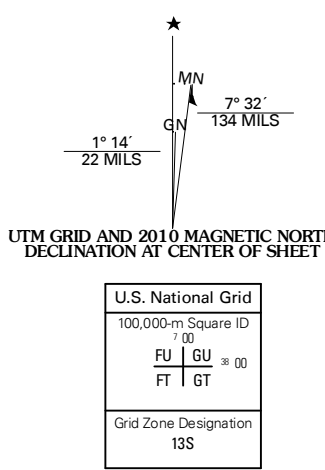 ★
MN
7° 32´
134 MILS
GN
1° 14´
22 MILS
UTM GRID AND 2010 MAGNETIC NORTH
DECLINATION AT CENTER OF SHEET
U.S. National Grid
100,000-m Square ID
7 00
FU GU 38 00
FT GT
Grid Zone Designation
13S